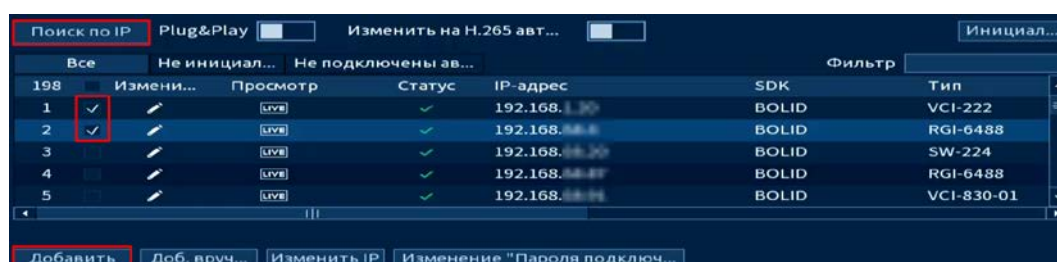 Поиск по IP Plug&Play Изменить на H.265 авт... Инициал...
Все Не инициал... Не подключены ав... Фильтр
198 Измени... Просмотр Статус IP-адрес SDK Тип
1 LIVE 192.168. BOLID VCI-222
2 LIVE 192.168. BOLID RGI-6488
3 LIVE 192.168. BOLID SW-224
4 LIVE 192.168. BOLID RGI-6488
5 LIVE 192.168. BOLID VCI-830-01
Добавить Доб. вруч... Изменить IP Изменение "Пароля подключ...